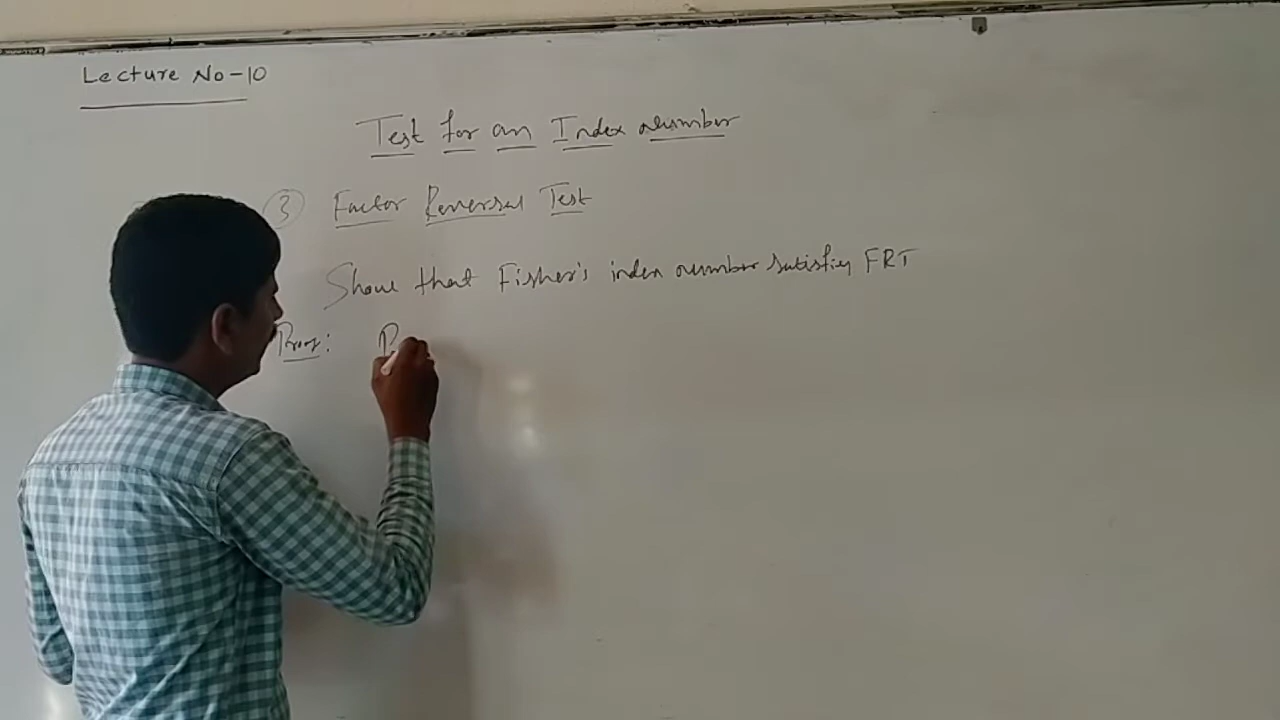 Lecture No-10
Test for an Index Number
3 Factor Reversal Test
Show that Fisher's index number satisfies FRT
Proof: P